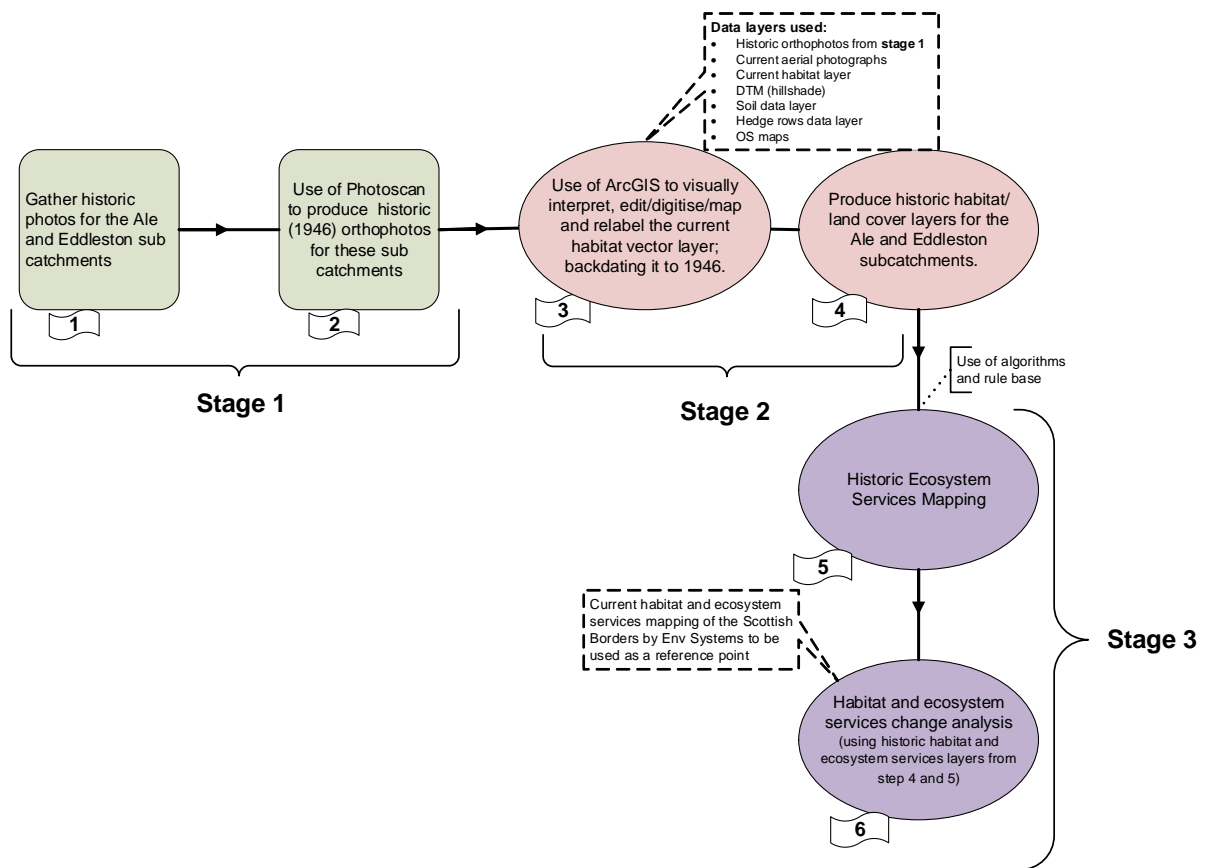 Data layers used:
• Historic orthophotos from stage 1
• Current aerial photographs
• Current habitat layer
• DTM (hillshade)
• Soil data layer
• Hedge rows data layer
• OS maps
Gather historic
photos for the Ale
and Eddleston sub
catchments
1
Use of Photoscan
to produce historic
(1946) orthophotos
for these sub
catchments
2
Stage 1
Use of ArcGIS to visually
interpret, edit/digitise/map
and relabel the current
habitat vector layer;
backdating it to 1946.
3
Produce historic habitat/
land cover layers for the
Ale and Eddleston
subcatchments.
4
Stage 2
Use of algorithms
and rule base
Historic Ecosystem
Services Mapping
5
Current habitat and ecosystem
services mapping of the Scottish
Borders by Env Systems to be
used as a reference point
Habitat and ecosystem
services change analysis
(using historic habitat and
ecosystem services layers from
step 4 and 5)
6
Stage 3